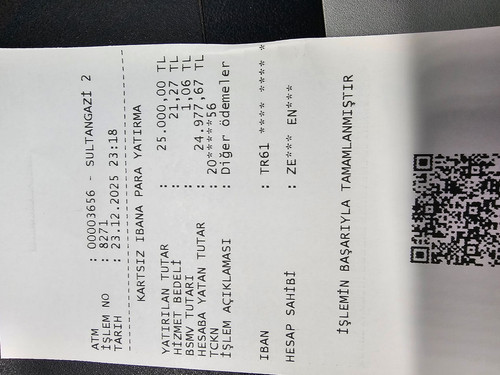 ATM : 00003656 - SULTANGAZİ 2
İŞLEM NO : 8271
TARİH : 23.12.2025 23:18
KARTSIZ IBANA PARA YATIRMA
YATIRILAN TUTAR : 25.000,00 TL
HİZMET BEDELİ : 21,27 TL
BSMV TUTARI : 1,06 TL
HESABA YATAN TUTAR : 24.977,67 TL
TCKN : 20*******56
İŞLEM AÇIKLAMASI : Diğer ödemeler
IBAN : TR61 **** **** *
HESAP SAHİBİ : ZE*** EN***
İŞLEMİN BAŞARIYLA TAMAMLANMIŞTIR